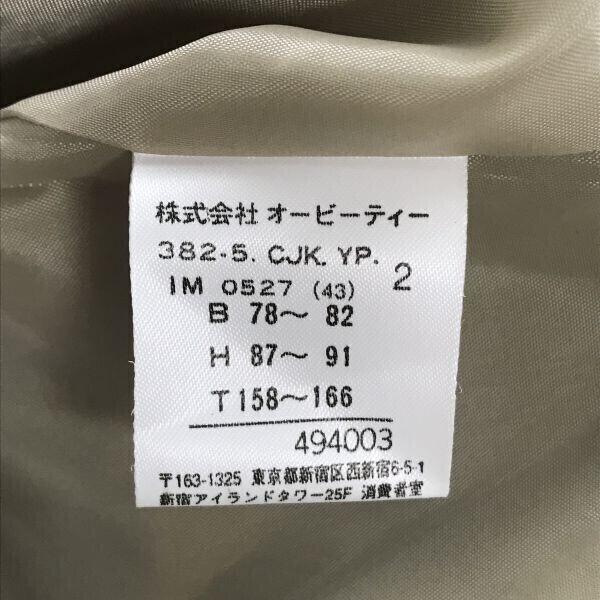 株式会社 オービーティー
382-5. CJK. YP.
IM 0527 (43) 2
B 78〜 82
H 87〜 91
T 158〜166
494003
〒163-1325 東京都新宿区西新宿6-5-1
新宿アイランドタワー25F 消費者室